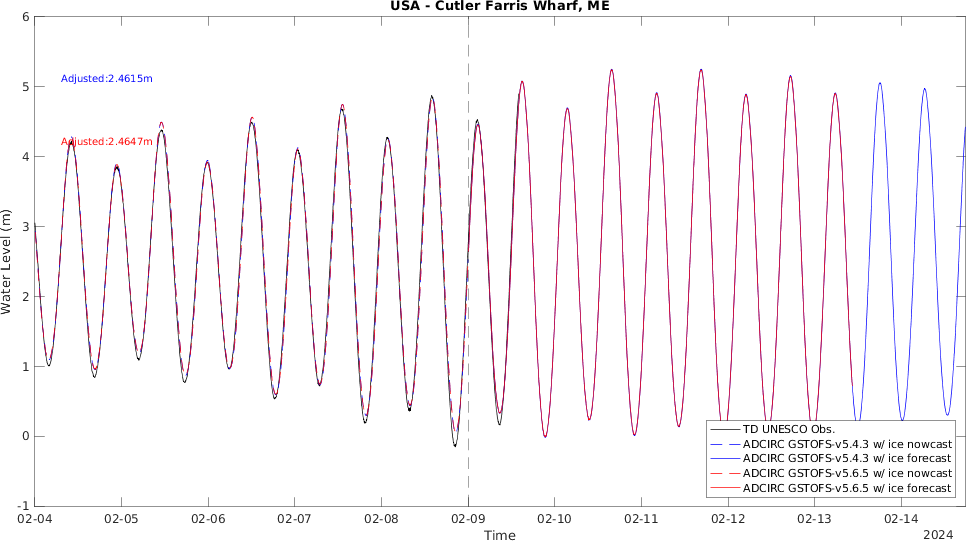 USA - Cutler Farris Wharf, ME
6
5
4
3
2
1
0
-1
Water Level (m)
Adjusted:2.4615m
Adjusted:2.4647m
TD UNESCO Obs.
ADCIRC GSTOFS-v5.4.3 w/ ice nowcast
ADCIRC GSTOFS-v5.4.3 w/ ice forecast
ADCIRC GSTOFS-v5.6.5 w/ ice nowcast
ADCIRC GSTOFS-v5.6.5 w/ ice forecast
02-04 02-05 02-06 02-07 02-08 02-09 02-10 02-11 02-12 02-13 02-14
Time
2024